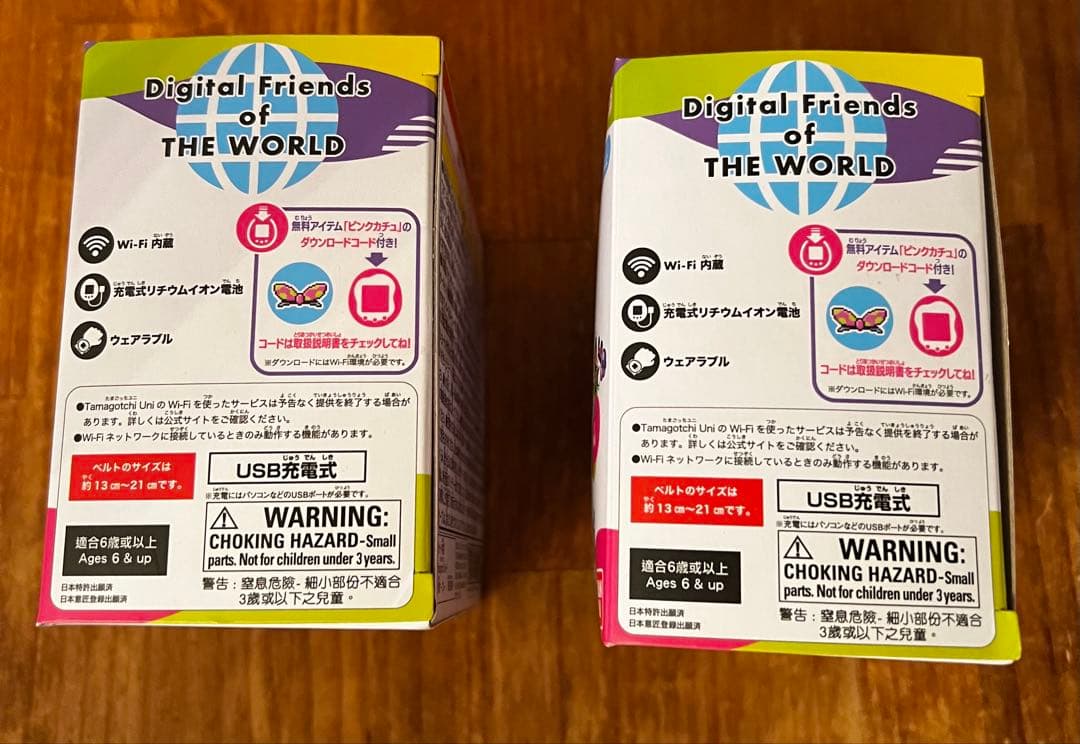 Digital Friends
of
THE WORLD
Wi-Fi 内蔵
充電式リチウムイオン電池
ウェアラブル
無料アイテム「ピンクカチュ」の
ダウンロードコード付き!
コードは取扱説明書をチェックしてね!
※ダウンロードにはWi-Fi環境が必要です。
●Tamagotchi UniのWi-Fiを使ったサービスは予告なく提供を終了する場合が
あります。詳しくは公式サイトをご確認ください。
●Wi-Fiネットワークに接続しているときのみ動作する機能があります。
ベルトのサイズは
約13㎝～21㎝です。
USB充電式
※充電にはパソコンなどのUSBポートが必要です。
適合6歳或以上
Ages 6 & up
WARNING:
CHOKING HAZARD-Small
parts. Not for children under 3 years.
警告：窒息危險- 細小部份不適合
3歲或以下之兒童。
日本特許出願済
日本意匠登録出願済
Digital Friends
of
THE WORLD
Wi-Fi 内蔵
充電式リチウムイオン電池
ウェアラブル
無料アイテム「ピンクカチュ」の
ダウンロードコード付き!
コードは取扱説明書をチェックしてね!
※ダウンロードにはWi-Fi環境が必要です。
●Tamagotchi UniのWi-Fiを使ったサービスは予告なく提供を終了する場合が
あります。詳しくは公式サイトをご確認ください。
●Wi-Fiネットワークに接続しているときのみ動作する機能があります。
ベルトのサイズは
約13㎝～21㎝です。
USB充電式
※充電にはパソコンなどのUSBポートが必要です。
適合6歳或以上
Ages 6 & up
WARNING:
CHOKING HAZARD-Small
parts. Not for children under 3 years.
警告：窒息危險- 細小部份不適合
3歲或以下之兒童。
日本特許出願済
日本意匠登録出願済